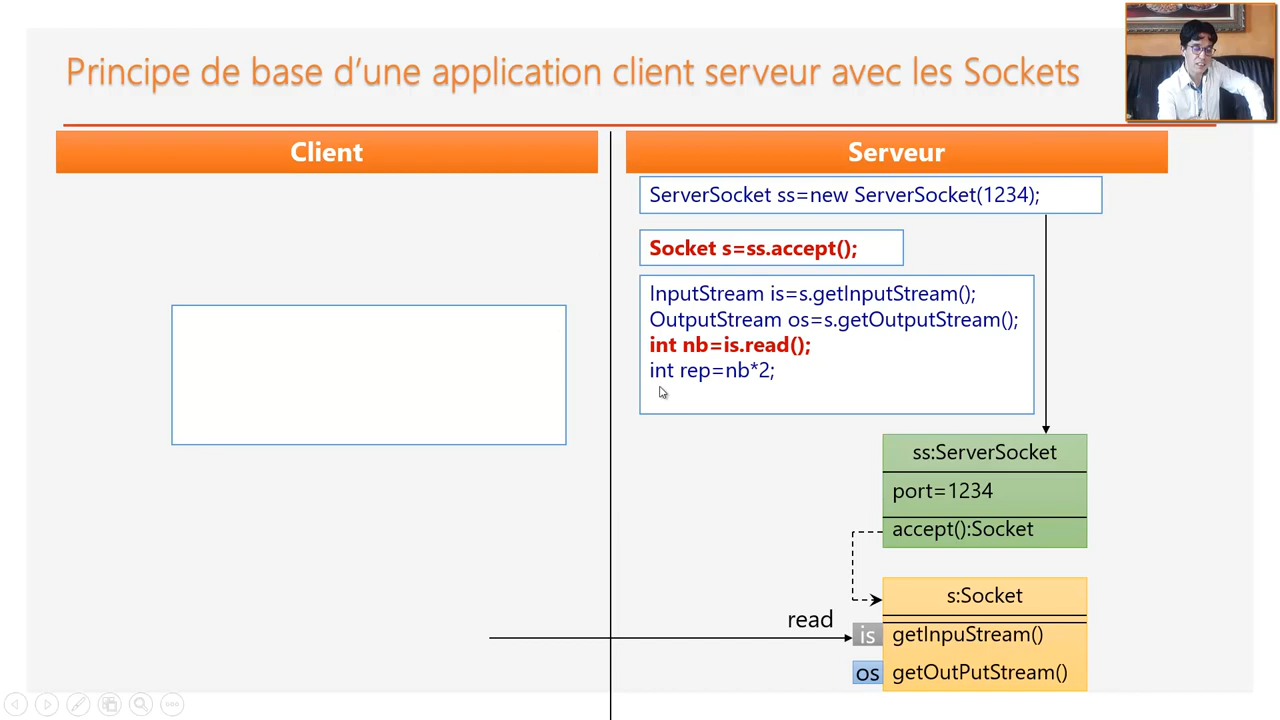 Principe de base d’une application client serveur avec les Sockets
Client
Serveur
ServerSocket ss=new ServerSocket(1234);
Socket s=ss.accept();
InputStream is=s.getInputStream();
OutputStream os=s.getOutputStream();
int nb=is.read();
int rep=nb*2;
ss:ServerSocket
port=1234
accept():Socket
s:Socket
read
is
getInpuStream()
os
getOutPutStream()